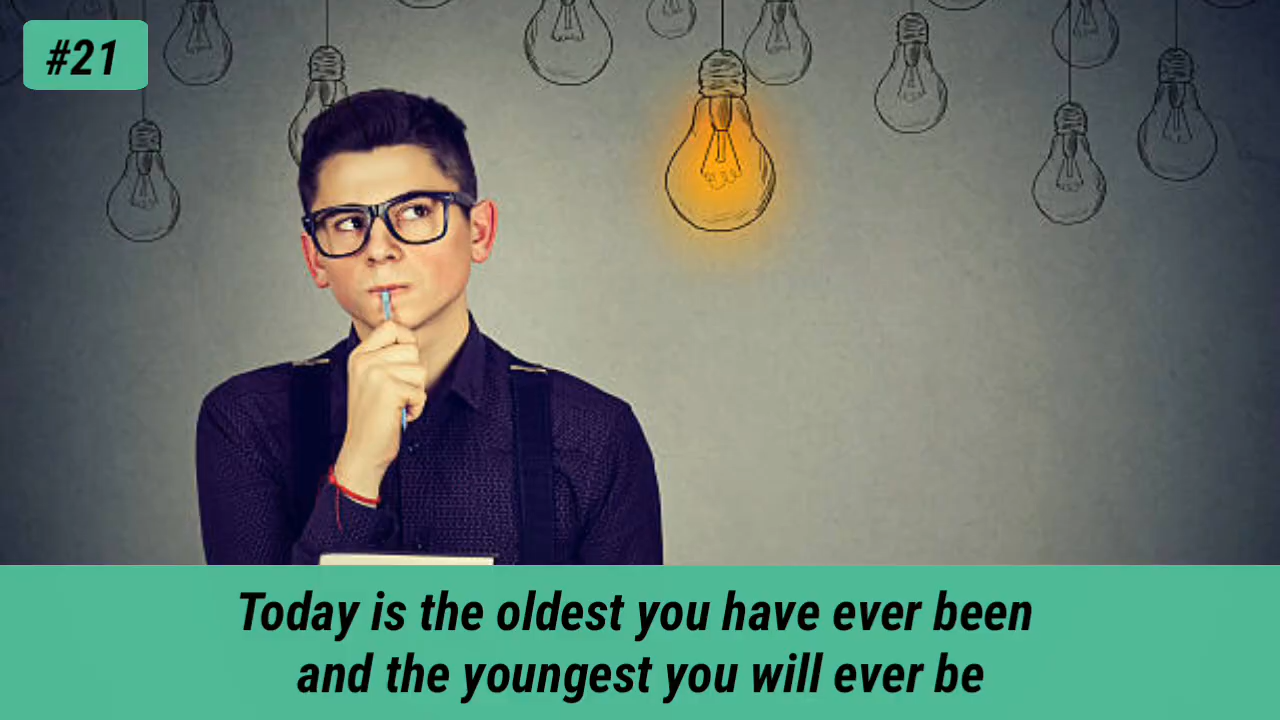 #21
Today is the oldest you have ever been
and the youngest you will ever be